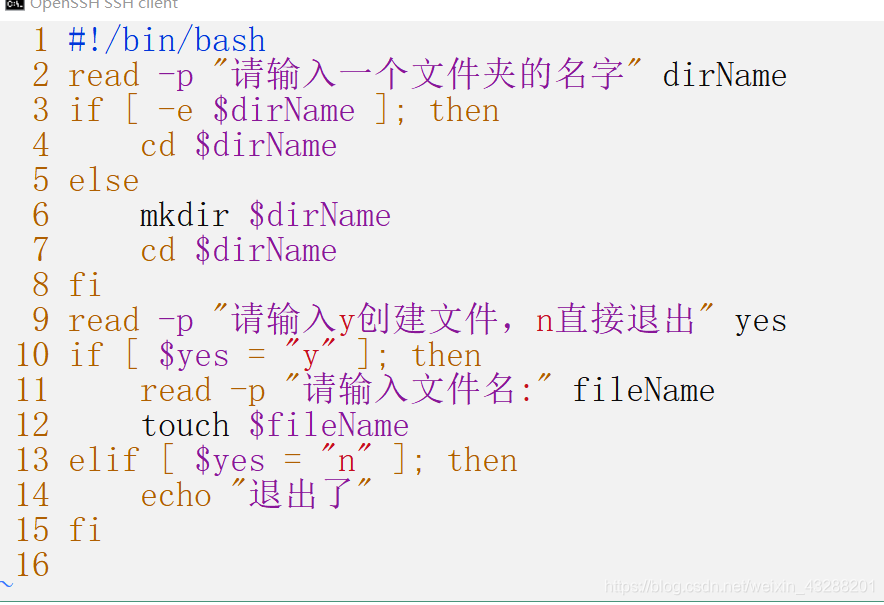 OpenSSH SSH client
1 #!/bin/bash
2 read -p "请输入一个文件夹的名字" dirName
3 if [ -e $dirName ]; then
4     cd $dirName
5 else
6     mkdir $dirName
7     cd $dirName
8 fi
9 read -p "请输入y创建文件，n直接退出" yes
10 if [ $yes = "y" ]; then
11     read -p "请输入文件名:" fileName
12     touch $fileName
13 elif [ $yes = "n" ]; then
14     echo "退出了"
15 fi
16
~
https://blog.csdn.net/weixin_43288201